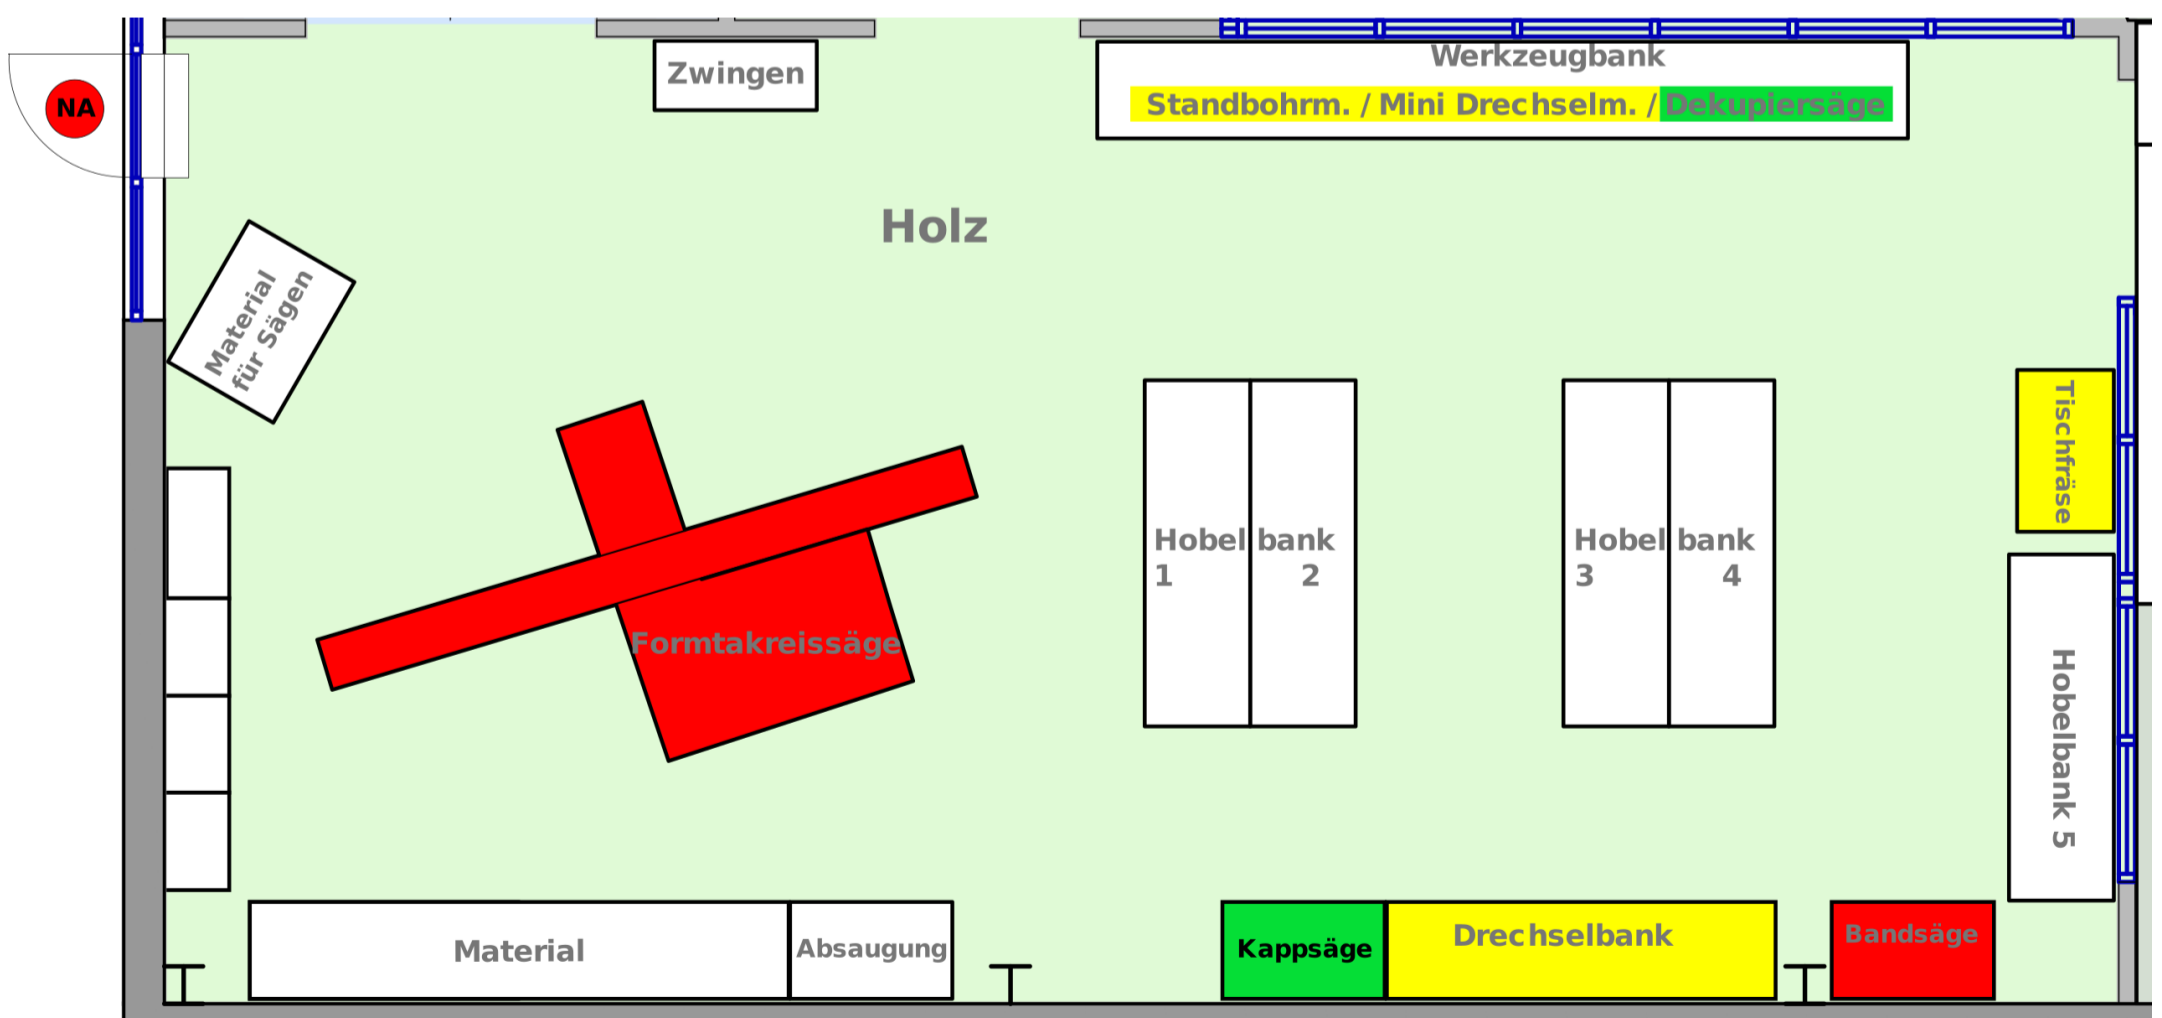 NA
Zwingen
Werkzeugbank
Standbohrm. / Mini Drechselm. / Dekupiersäge
Holz
Material
für Sägen
Tischfräse
Hobel bank
1 2
Hobel bank
3 4
Formtakreissäge
Hobelbank 5
Material
Absaugung
Kappsäge
Drechselbank
Bandsäge